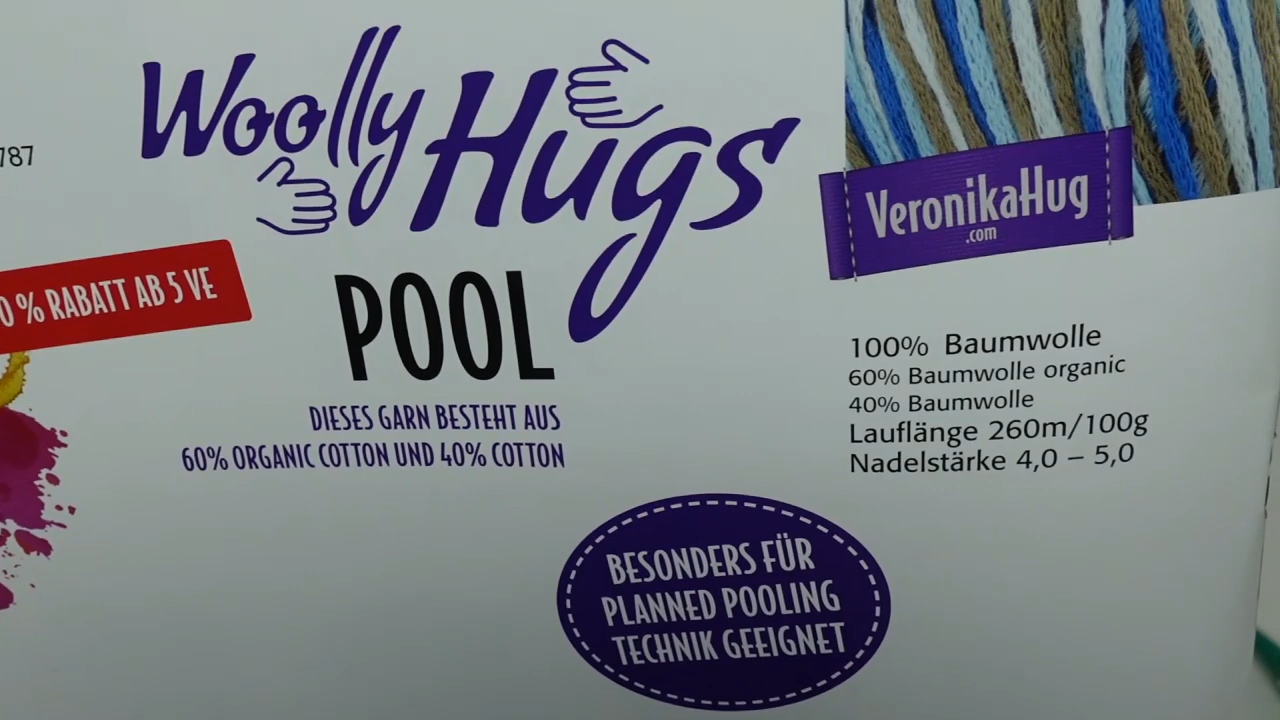 Woolly Hugs
787
VeronikaHug
.com
0 % RABATT AB 5 VE
POOL
DIESES GARN BESTEHT AUS
60% ORGANIC COTTON UND 40% COTTON
100% Baumwolle
60% Baumwolle organic
40% Baumwolle
Lauflänge 260m/100g
Nadelstärke 4,0 – 5,0
BESONDERS FÜR
PLANNED POOLING
TECHNIK GEEIGNET